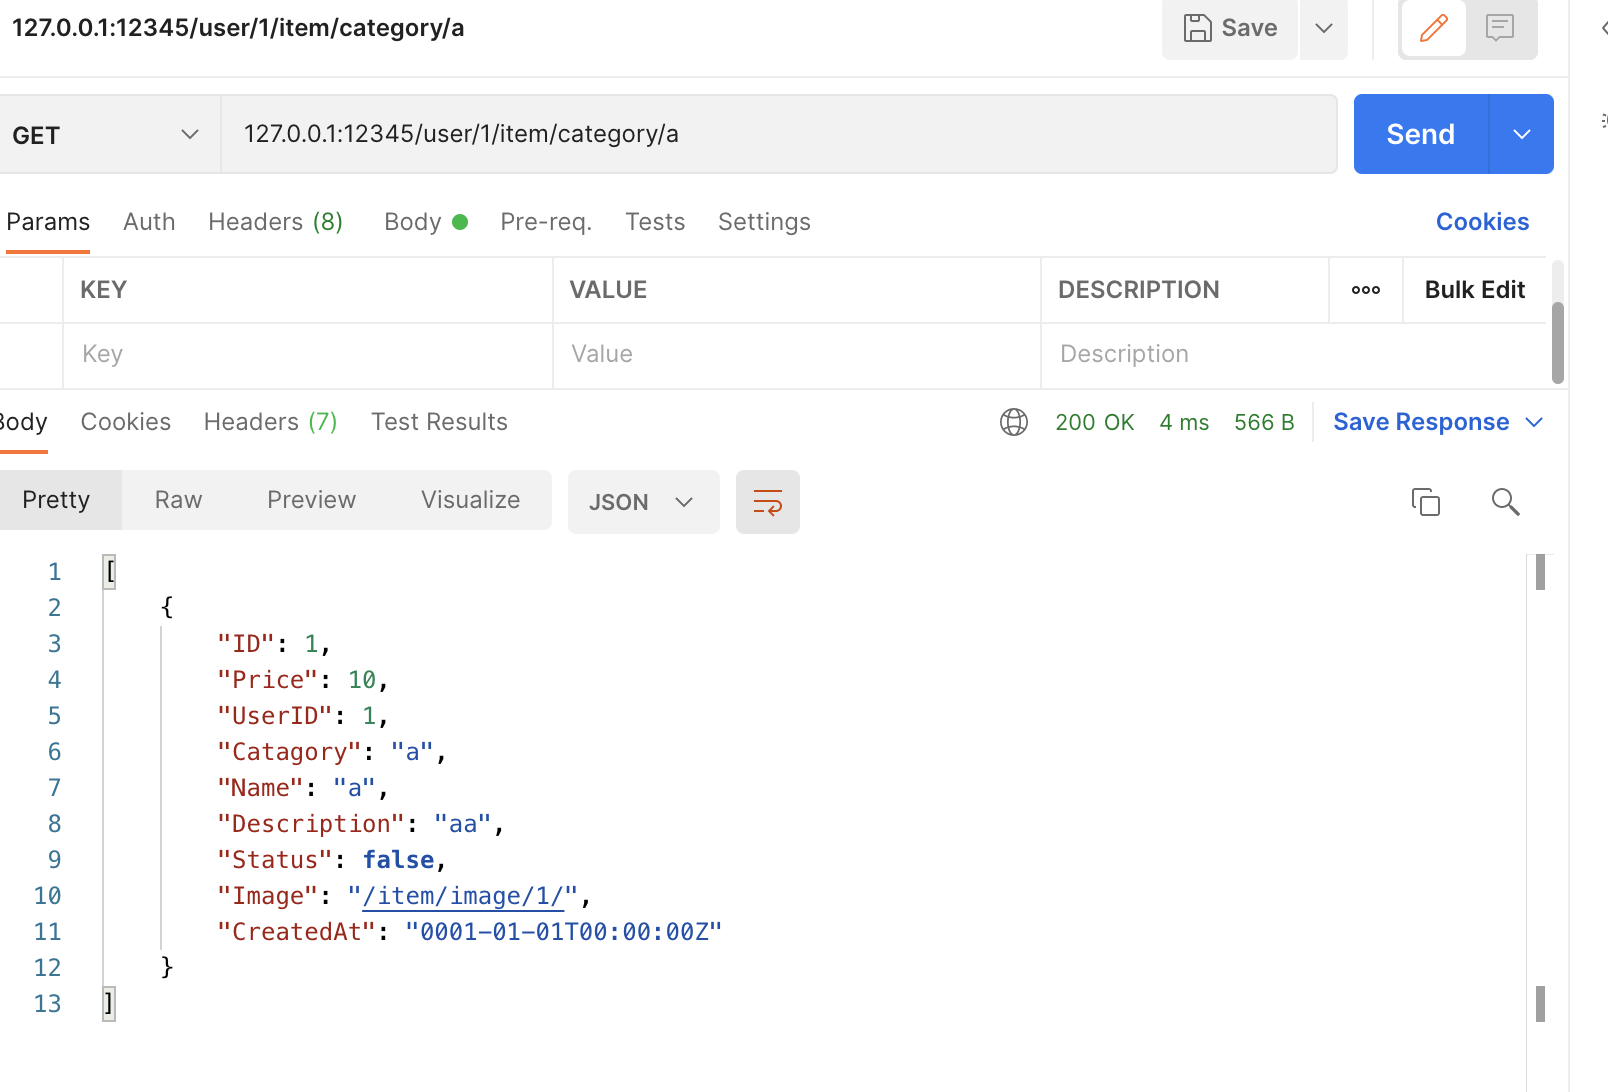 127.0.0.1:12345/user/1/item/category/a Save
GET 127.0.0.1:12345/user/1/item/category/a Send
Params Auth Headers (8) Body Pre-req. Tests Settings Cookies
KEY VALUE DESCRIPTION Bulk Edit
Key Value Description
Body Cookies Headers (7) Test Results 200 OK 4 ms 566 B Save Response
Pretty Raw Preview Visualize JSON
1 [
2 {
3 "ID": 1,
4 "Price": 10,
5 "UserID": 1,
6 "Catagory": "a",
7 "Name": "a",
8 "Description": "aa",
9 "Status": false,
10 "Image": "/item/image/1/",
11 "CreatedAt": "0001-01-01T00:00:00Z"
12 }
13 ]